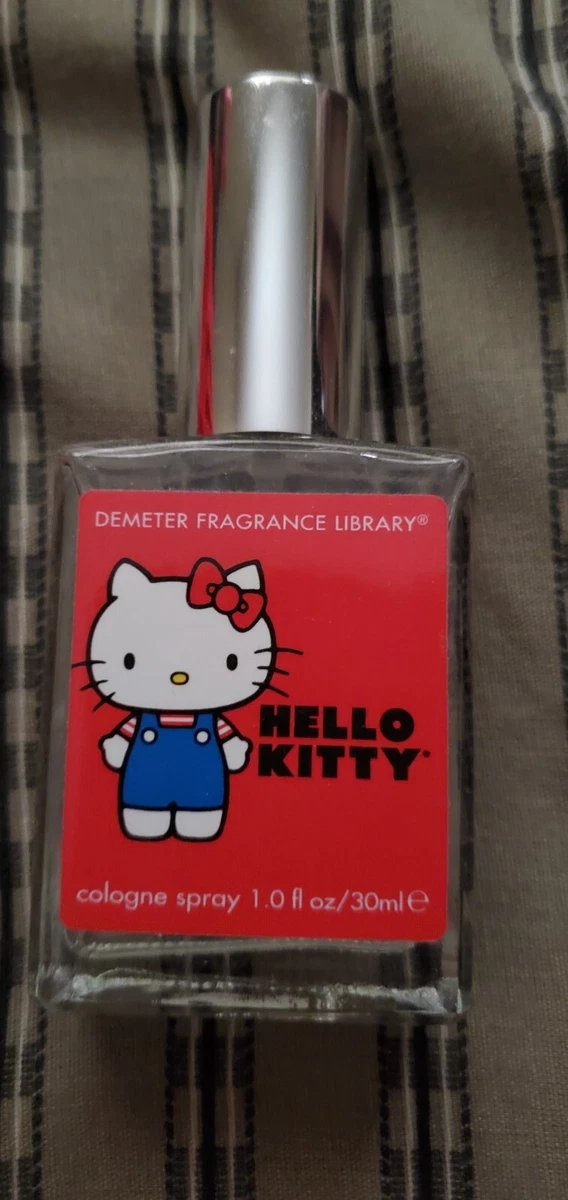 DEMETER FRAGRANCE LIBRARY®
HELLO
KITTY
cologne spray 1.0 fl oz/30ml℮